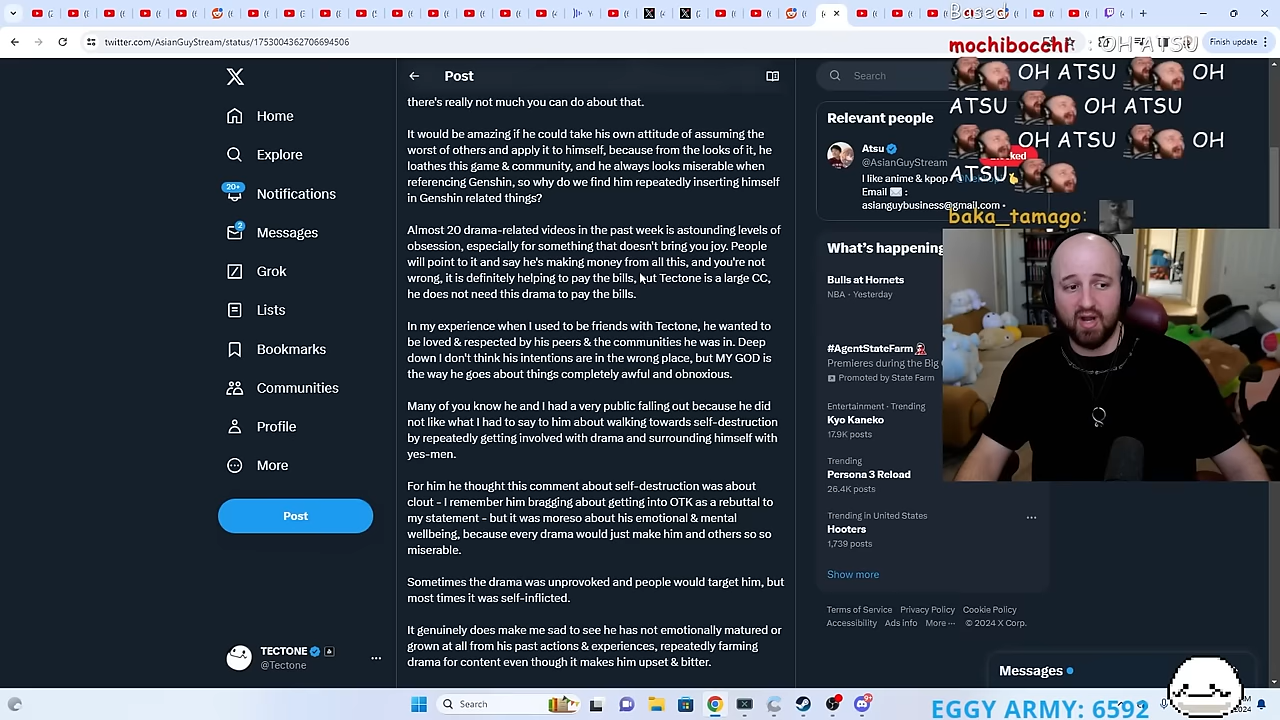 Finish update
twitter.com/AsianGuyStream/status/1753004362706694506
Based
mochibocchi : OH ATSU
OH ATSU OH
ATSU OH ATSU
OH ATSU OH
ATSU
baka_tamago:
Home
Explore
20+
Notifications
2
Messages
Grok
Lists
Bookmarks
Communities
Profile
More
Post
TECTONE
@Tectone
Post
there's really not much you can do about that.
It would be amazing if he could take his own attitude of assuming the
worst of others and apply it to himself, because from the looks of it, he
loathes this game & community, and he always looks miserable when
referencing Genshin, so why do we find him repeatedly inserting himself
in Genshin related things?
Almost 20 drama-related videos in the past week is astounding levels of
obsession, especially for something that doesn't bring you joy. People
will point to it and say he's making money from all this, and you're not
wrong, it is definitely helping to pay the bills, but Tectone is a large CC,
he does not need this drama to pay the bills.
In my experience when I used to be friends with Tectone, he wanted to
be loved & respected by his peers & the communities he was in. Deep
down I don't think his intentions are in the wrong place, but MY GOD is
the way he goes about things completely awful and obnoxious.
Many of you know he and I had a very public falling out because he did
not like what I had to say to him about walking towards self-destruction
by repeatedly getting involved with drama and surrounding himself with
yes-men.
For him he thought this comment about self-destruction was about
clout - I remember him bragging about getting into OTK as a rebuttal to
my statement - but it was moreso about his emotional & mental
wellbeing, because every drama would just make him and others so so
miserable.
Sometimes the drama was unprovoked and people would target him, but
most times it was self-inflicted.
It genuinely does make me sad to see he has not emotionally matured or
grown at all from his past actions & experiences, repeatedly farming
drama for content even though it makes him upset & bitter.
Search
Relevant people
Atsu
@AsianGuyStream
I like anime & kpop
Email :
asianguybusiness@gmail.com •
What's happening
Bulls at Hornets
NBA · Yesterday
#AgentStateFarm
Premieres during the Big
Promoted by State Farm
Entertainment · Trending
Kyo Kaneko
17.9K posts
Trending
Persona 3 Reload
26.4K posts
Trending in United States
Hooters
1,739 posts
Show more
Terms of Service Privacy Policy Cookie Policy
Accessibility Ads info More ··· © 2024 X Corp.
Messages
Search
EGGY ARMY: 6592